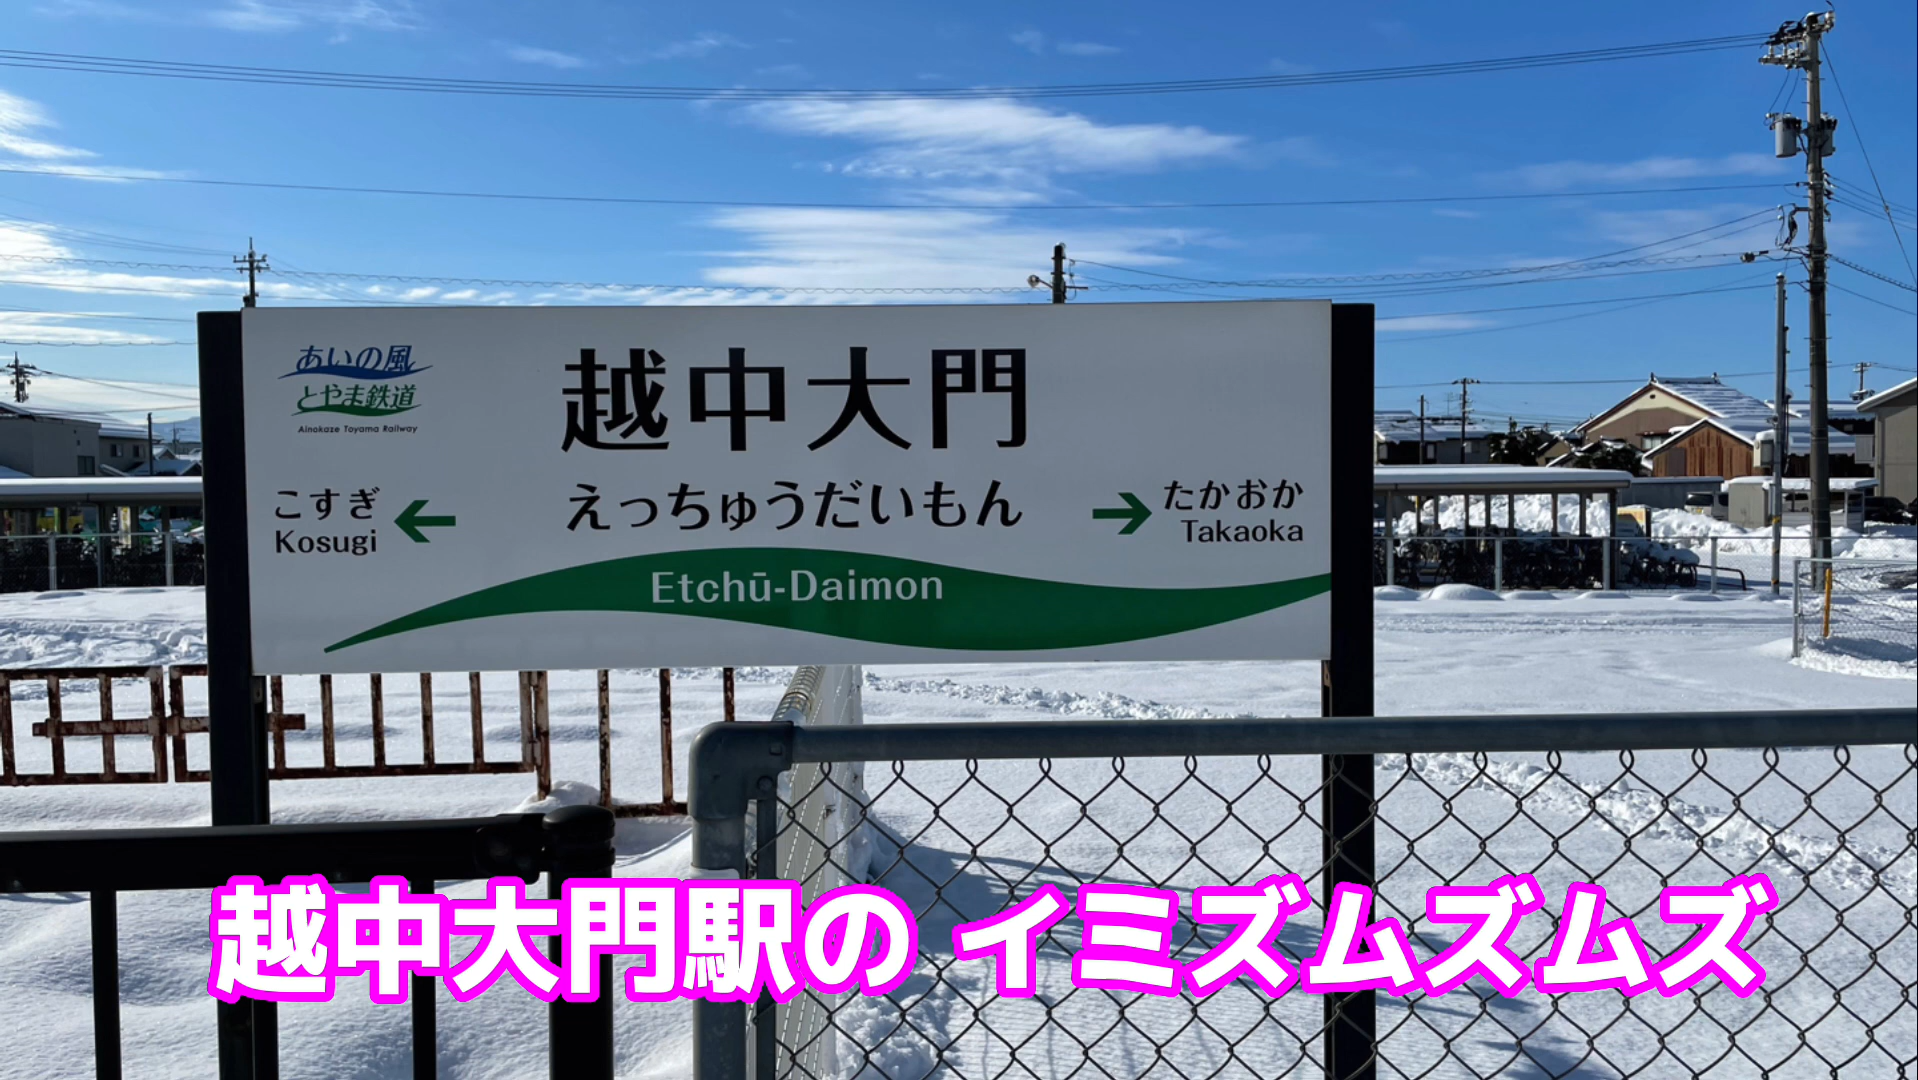 あいの風
とやま鉄道
Ainokaze Toyama Railway
越中大門
えっちゅうだいもん
こすぎ
Kosugi
たかおか
Takaoka
Etchū-Daimon
越中大門駅の イミズムズムズ